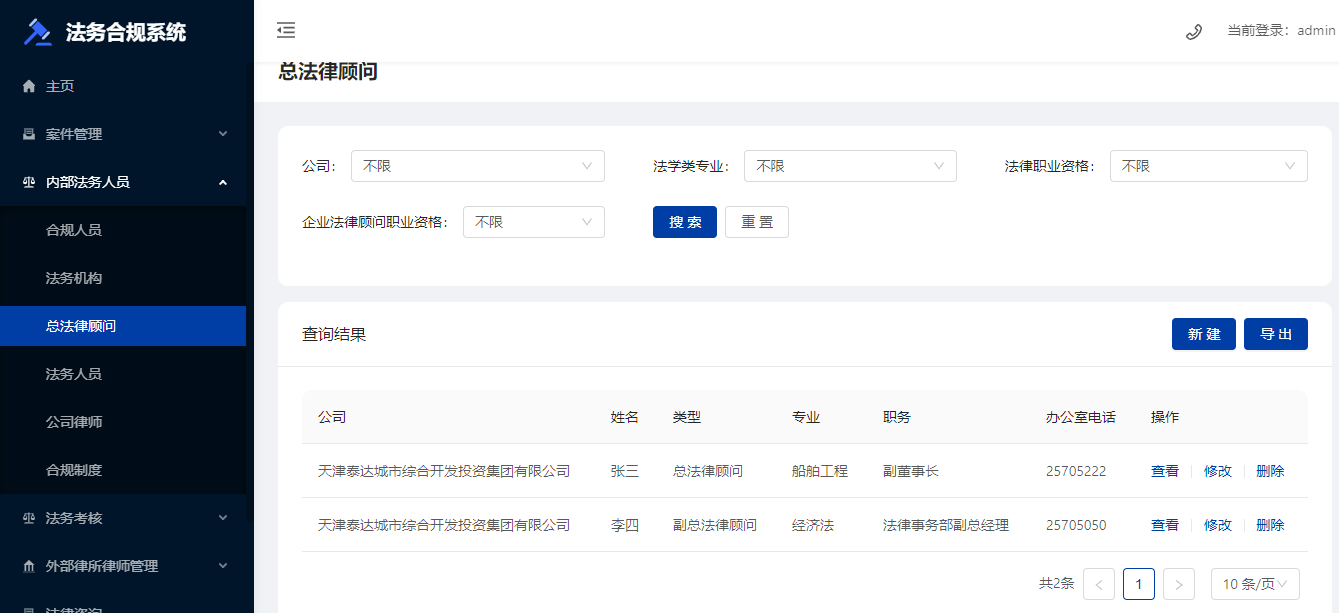 法务合规系统
当前登录：admin
主页
案件管理
内部法务人员
合规人员
法务机构
总法律顾问
法务人员
公司律师
合规制度
法务考核
外部律所律师管理
法律咨询
总法律顾问
公司： 不限 法学类专业： 不限 法律职业资格： 不限
企业法律顾问职业资格： 不限 搜 索 重 置
查询结果 新 建 导 出
公司 姓名 类型 专业 职务 办公室电话 操作
天津泰达城市综合开发投资集团有限公司 张三 总法律顾问 船舶工程 副董事长 25705222 查看 修改 删除
天津泰达城市综合开发投资集团有限公司 李四 副总法律顾问 经济法 法律事务部副总经理 25705050 查看 修改 删除
共2条 < 1 > 10 条/页